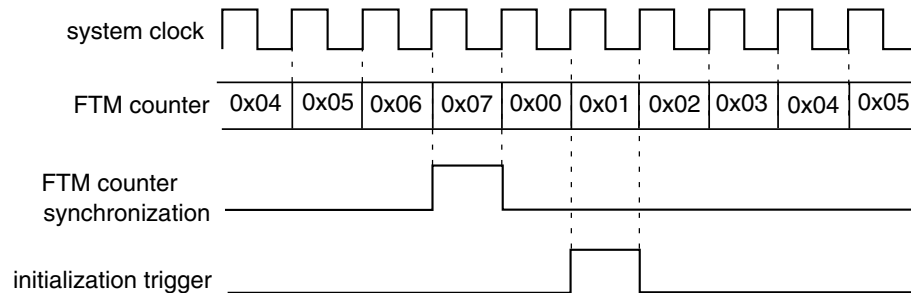 system clock
FTM counter 0x04 0x05 0x06 0x07 0x00 0x01 0x02 0x03 0x04 0x05
FTM counter
synchronization
initialization trigger